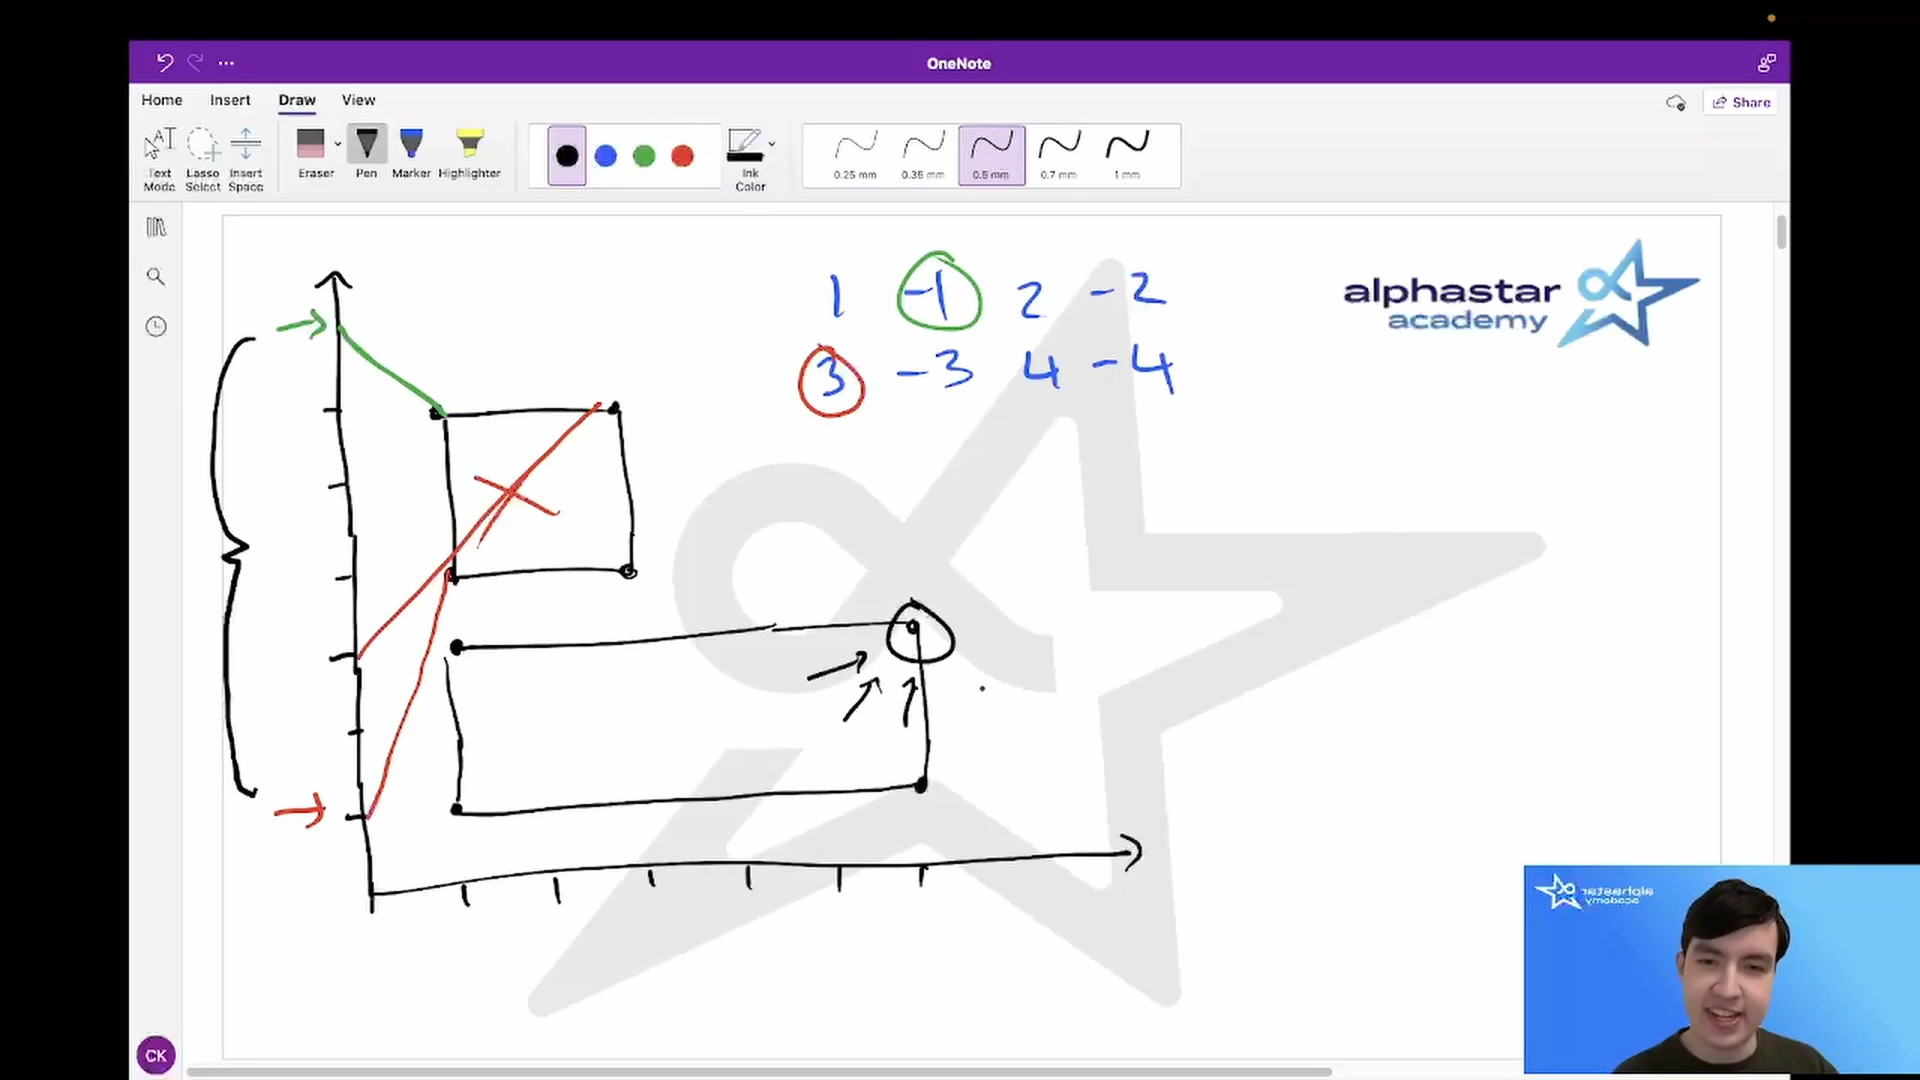 OneNote
Home Insert Draw View
Share
Text Mode
Lasso Select
Insert Space
Eraser
Pen
Marker
Highlighter
Ink Color
0.25 mm
0.35 mm
0.5 mm
0.7 mm
1 mm
1 -1 2 -2
3 -3 4 -4
alphastar
academy
alphastar
academy
CK